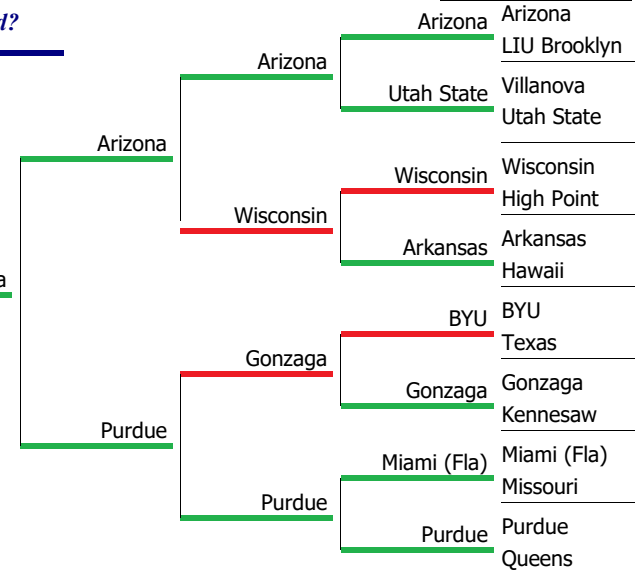 d?
Arizona
Arizona
LIU Brooklyn
Arizona
Utah State
Villanova
Utah State
Arizona
Wisconsin
Wisconsin
High Point
Wisconsin
Arkansas
Arkansas
Hawaii
a
BYU
BYU
Texas
Gonzaga
Gonzaga
Gonzaga
Kennesaw
Purdue
Miami (Fla)
Miami (Fla)
Missouri
Purdue
Purdue
Purdue
Queens